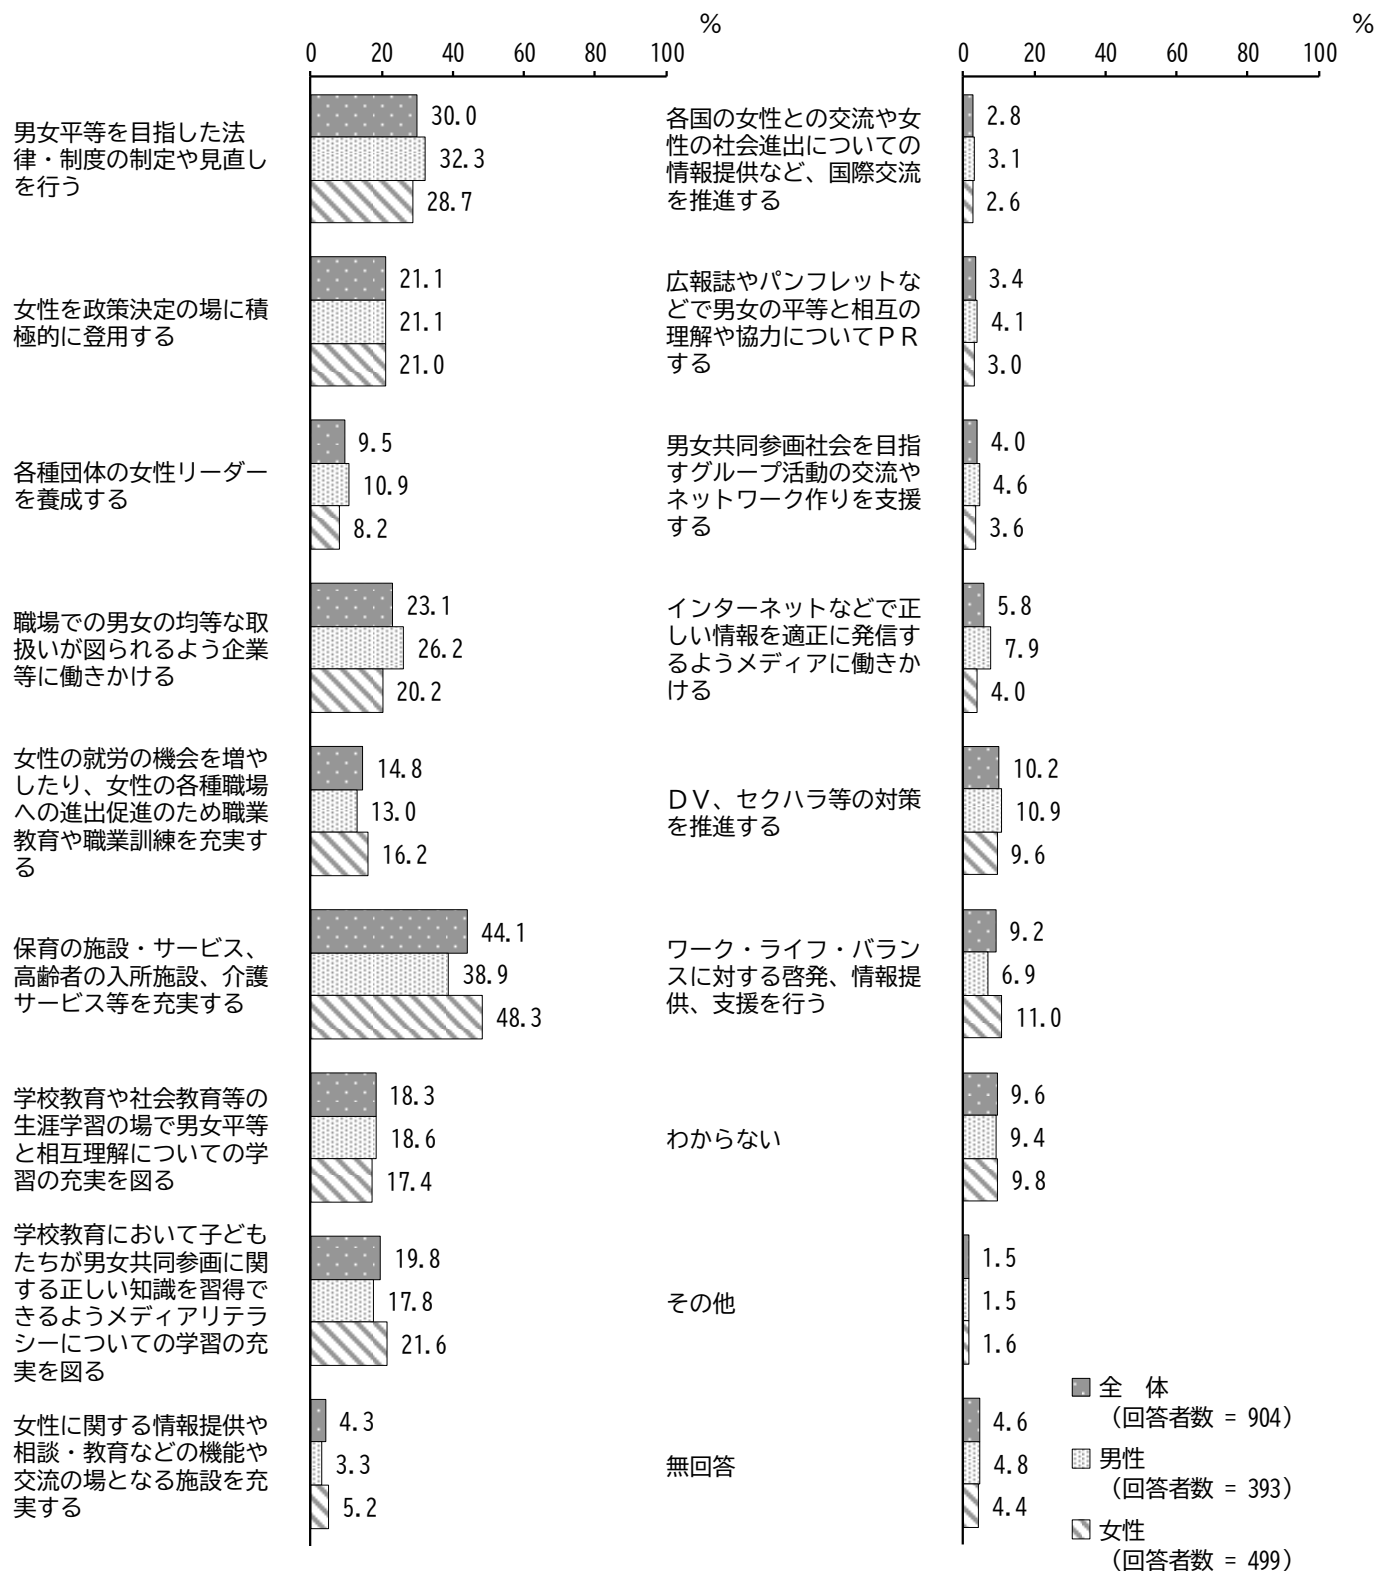 %
0 20 40 60 80 100
男女平等を目指した法
律・制度の制定や見直し
を行う
30.0
32.3
28.7
女性を政策決定の場に積
極的に登用する
21.1
21.1
21.0
各種団体の女性リーダー
を養成する
9.5
10.9
8.2
職場での男女の均等な取
扱いが図られるよう企業
等に働きかける
23.1
26.2
20.2
女性の就労の機会を増や
したり、女性の各種職場
への進出促進のため職業
教育や職業訓練を充実す
る
14.8
13.0
16.2
保育の施設・サービス、
高齢者の入所施設、介護
サービス等を充実する
44.1
38.9
48.3
学校教育や社会教育等の
生涯学習の場で男女平等
と相互理解についての学
習の充実を図る
18.3
18.6
17.4
学校教育において子ども
たちが男女共同参画に関
する正しい知識を習得で
きるようメディアリテラ
シーについての学習の充
実を図る
19.8
17.8
21.6
女性に関する情報提供や
相談・教育などの機能や
交流の場となる施設を充
実する
4.3
3.3
5.2
%
0 20 40 60 80 100
各国の女性との交流や女
性の社会進出についての
情報提供など、国際交流
を推進する
2.8
3.1
2.6
広報誌やパンフレットな
どで男女の平等と相互の
理解や協力についてＰＲ
する
3.4
4.1
3.0
男女共同参画社会を目指
すグループ活動の交流や
ネットワーク作りを支援
する
4.0
4.6
3.6
インターネットなどで正
しい情報を適正に発信す
るようメディアに働きか
ける
5.8
7.9
4.0
ＤＶ、セクハラ等の対策
を推進する
10.2
10.9
9.6
ワーク・ライフ・バラン
スに対する啓発、情報提
供、支援を行う
9.2
6.9
11.0
わからない
9.6
9.4
9.8
その他
1.5
1.5
1.6
無回答
4.6
4.8
4.4
全　体
（回答者数 = 904）
男性
（回答者数 = 393）
女性
（回答者数 = 499）